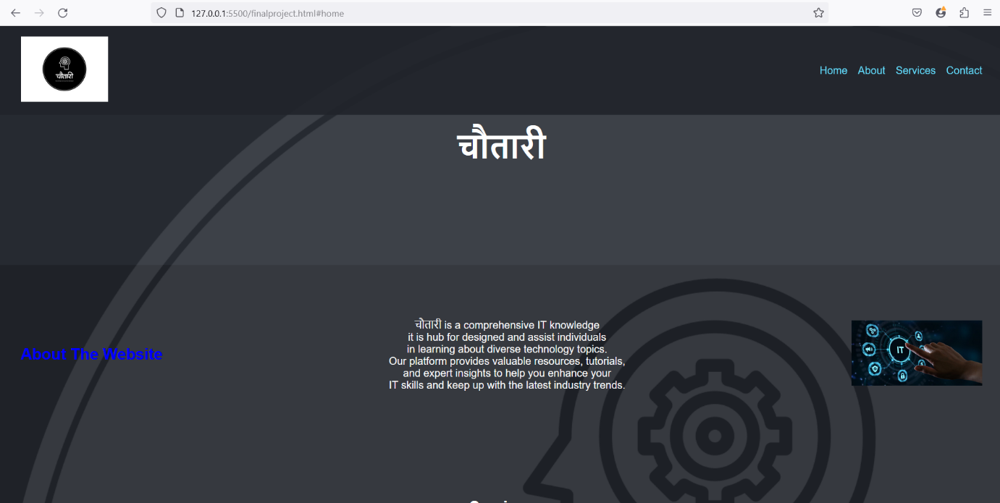 127.0.0.1:5500/finalproject.html#home
चौतारी
Home About Services Contact
चौतारी
About The Website
चोतारी is a comprehensive IT knowledge
it is hub for designed and assist individuals
in learning about diverse technology topics.
Our platform provides valuable resources, tutorials,
and expert insights to help you enhance your
IT skills and keep up with the latest industry trends.
IT